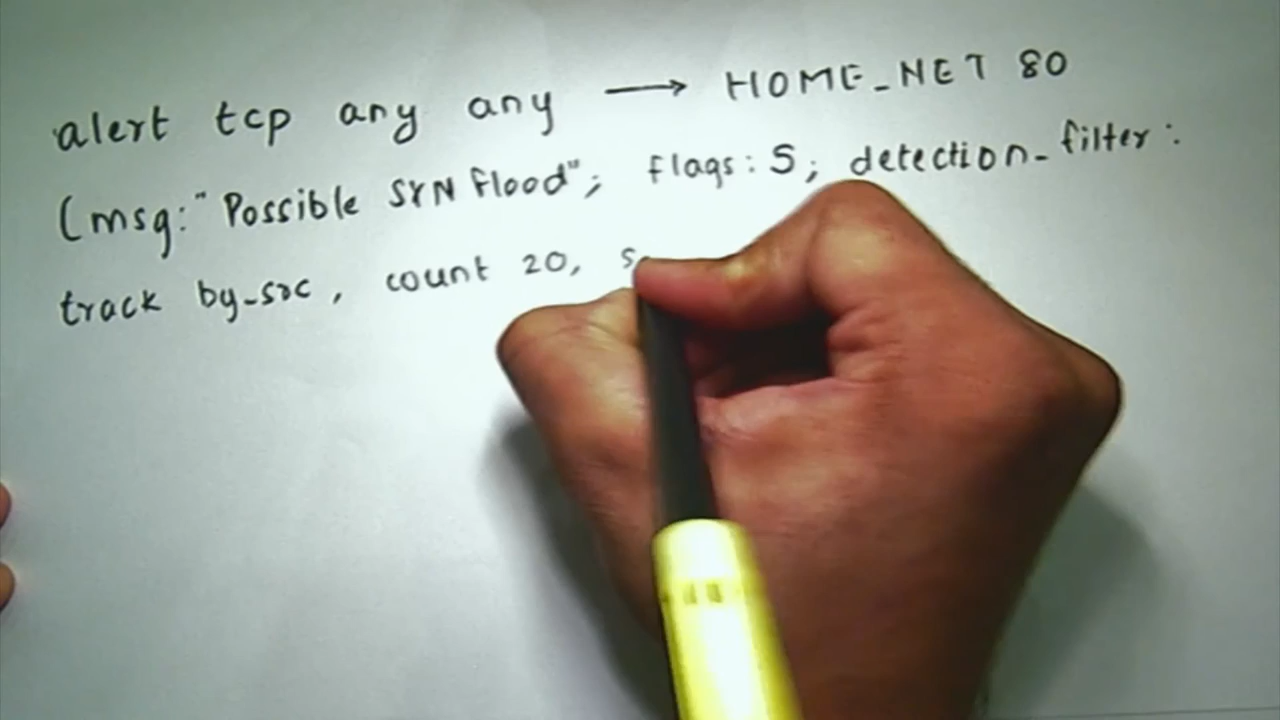 alert tcp any any → HOME_NET 80
(msg:"Possible SYN flood"; flags:S; detection_filter:
track by_src, count 20, s